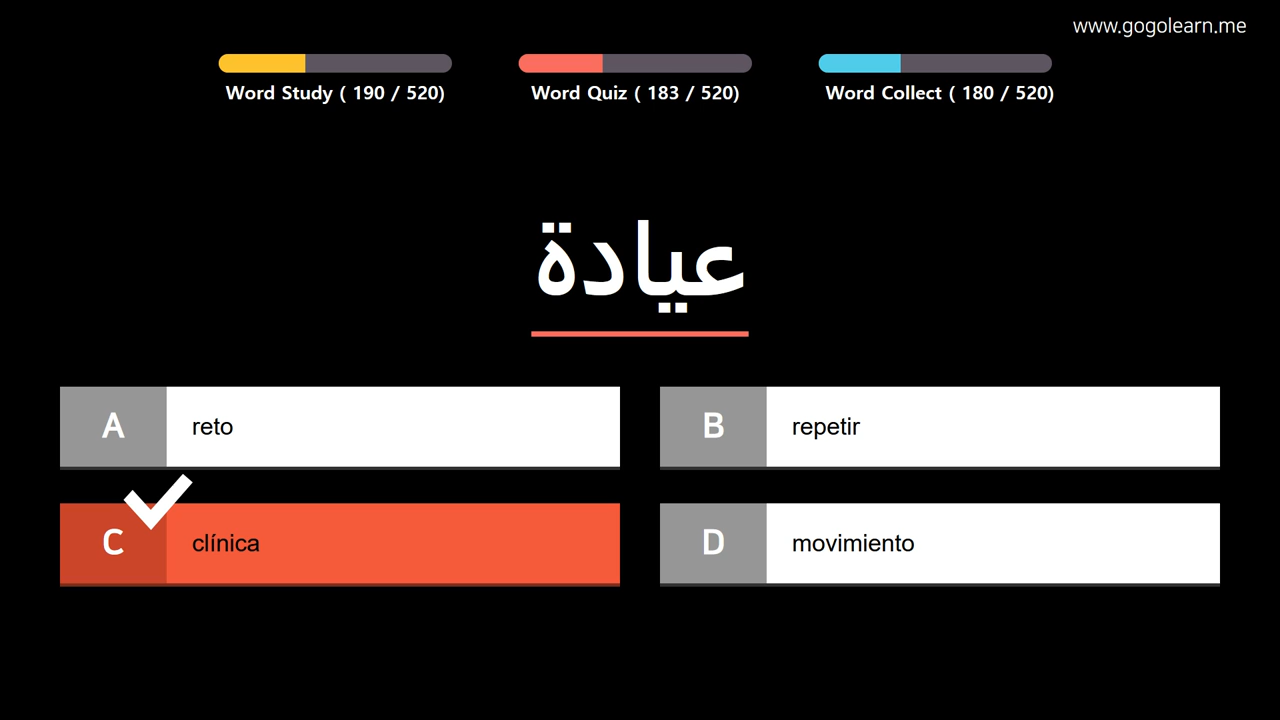 www.gogolearn.me
Word Study ( 190 / 520)
Word Quiz ( 183 / 520)
Word Collect ( 180 / 520)
عيادة
A reto
B repetir
C clínica
D movimiento